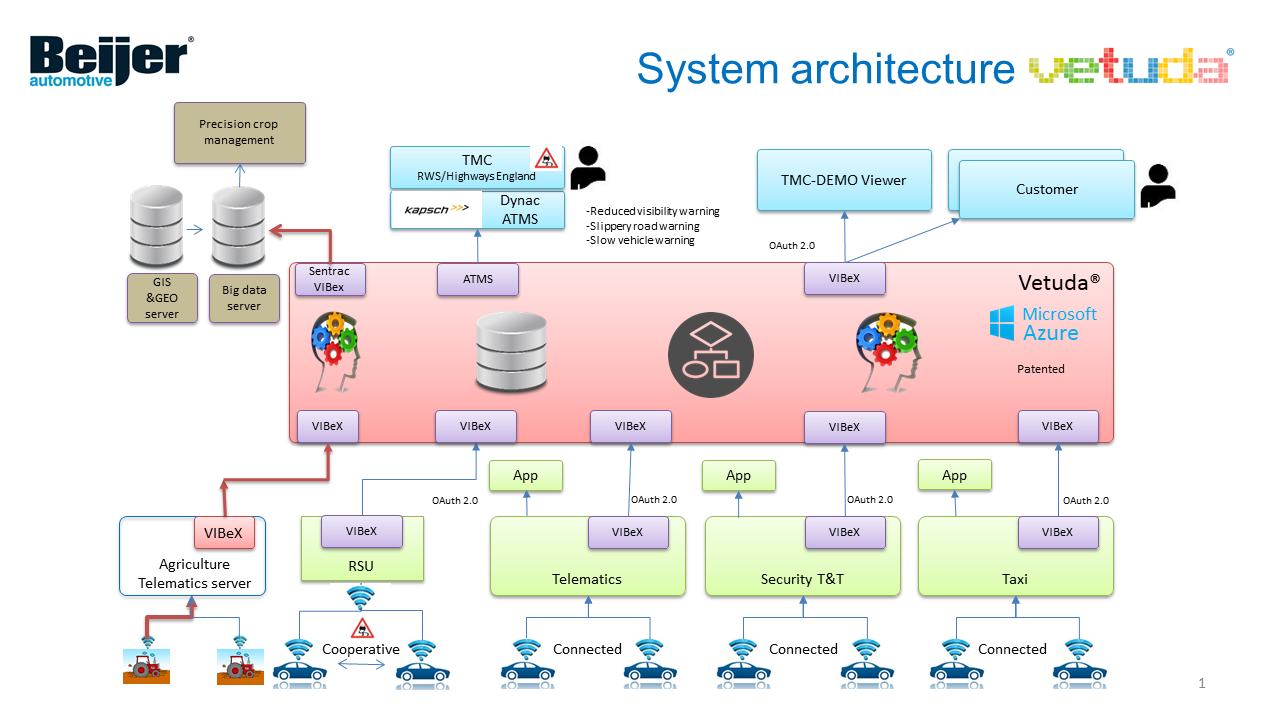 Beijer®
automotive
System architecture vetuda®
Precision crop
management
TMC
RWS/Highways England
kapsch >>>
Dynac
ATMS
-Reduced visibility warning
-Slippery road warning
-Slow vehicle warning
TMC-DEMO Viewer
Customer
OAuth 2.0
GIS
&GEO
server
Big data
server
Sentrac
VIBex
ATMS
VIBeX
Vetuda®
Microsoft
Azure
Patented
VIBeX
VIBeX
VIBeX
VIBeX
VIBeX
App
App
App
OAuth 2.0
OAuth 2.0
OAuth 2.0
OAuth 2.0
VIBeX
Agriculture
Telematics server
VIBeX
RSU
VIBeX
Telematics
VIBeX
Security T&T
VIBeX
Taxi
Cooperative
Connected
Connected
Connected
1